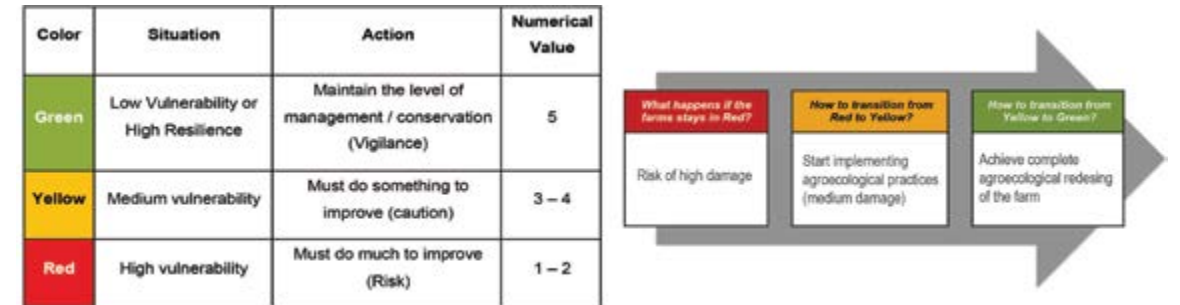 Color Situation Action Numerical
Value
Green
Low Vulnerability or
High Resilience
Maintain the level of
management / conservation
(Vigilance)
5
Yellow
Medium vulnerability
Must do something to
improve (caution)
3 – 4
Red
High vulnerability
Must do much to improve
(Risk)
1 – 2
What happens if the
farms stays in Red?
Risk of high damage
How to transition from
Red to Yellow?
Start implementing
agroecological practices
(medium damage)
How to transition from
Yellow to Green?
Achieve complete
agroecological redesing
of the farm